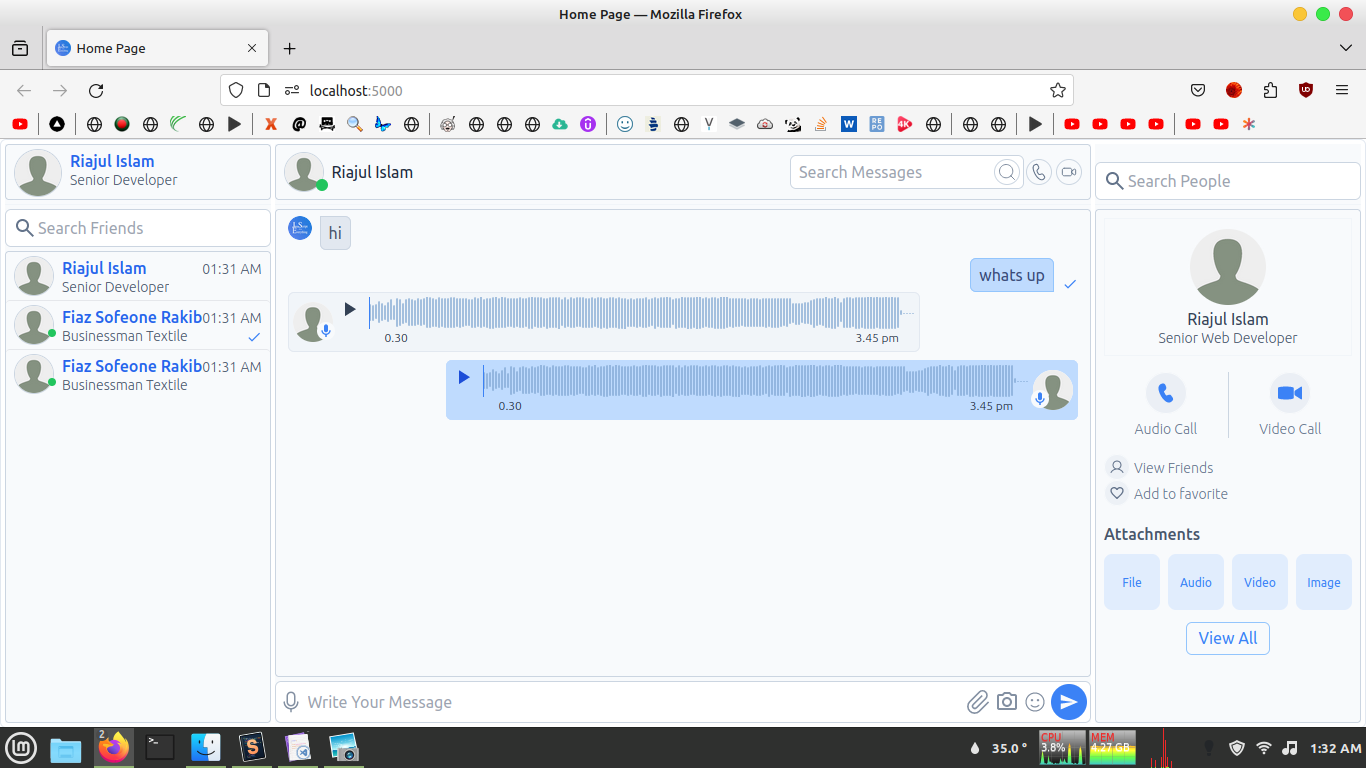 Home Page — Mozilla Firefox
Home Page
localhost:5000
Riajul Islam
Senior Developer
Search Friends
Riajul Islam 01:31 AM
Senior Developer
Fiaz Sofeone Rakib 01:31 AM
Businessman Textile
Fiaz Sofeone Rakib 01:31 AM
Businessman Textile
Riajul Islam
Search Messages
hi
whats up
0.30 3.45 pm
0.30 3.45 pm
Write Your Message
Search People
Riajul Islam
Senior Web Developer
Audio Call Video Call
View Friends
Add to favorite
Attachments
File Audio Video Image
View All
2
35.0 °
CPU
3.8%
MEM
4.27 GB
1:32 AM